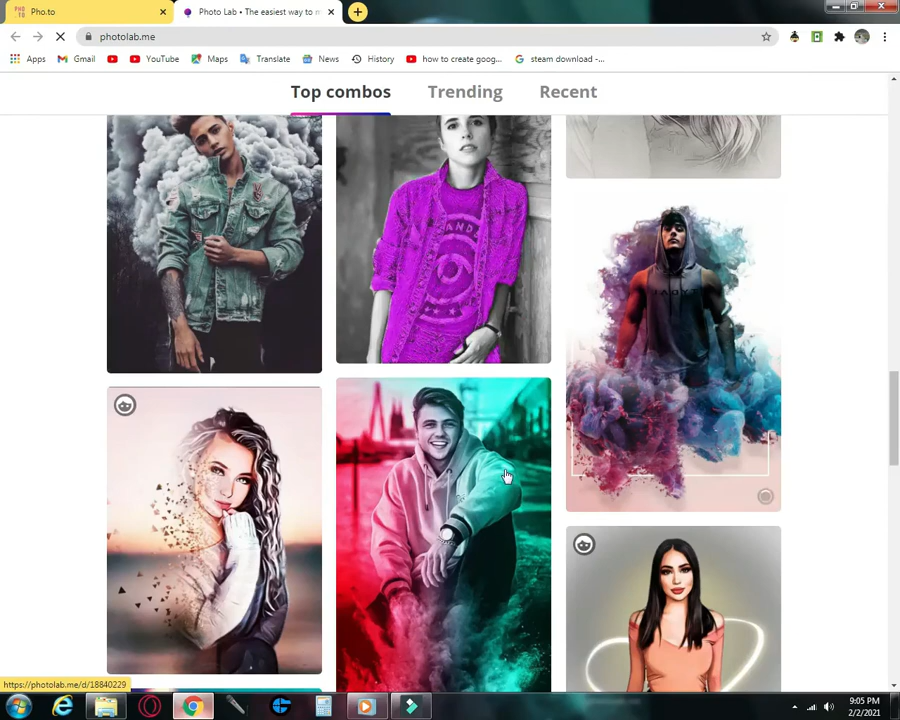 Pho.to
Photo Lab • The easiest way to m
photolab.me
Apps
Gmail
YouTube
Maps
Translate
News
History
how to create goog...
steam download -...
Top combos
Trending
Recent
https://photolab.me/d/18840229
9:05 PM
2/2/2021